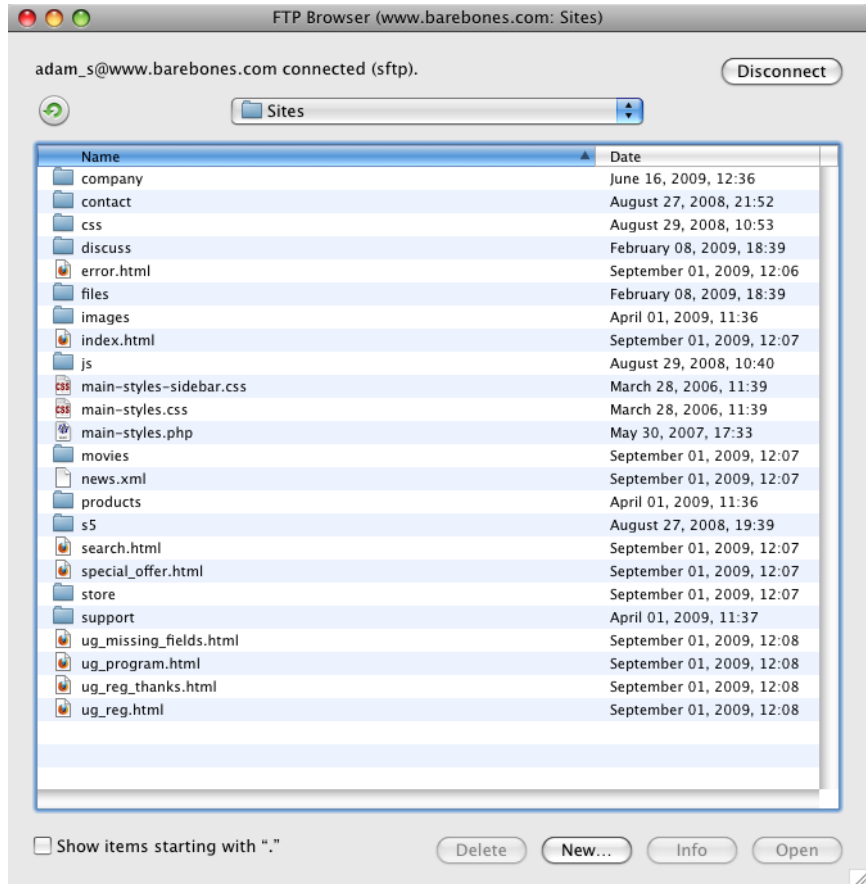 FTP Browser (www.barebones.com: Sites)
adam_s@www.barebones.com connected (sftp).
Disconnect
Sites
Name Date
company June 16, 2009, 12:36
contact August 27, 2008, 21:52
css August 29, 2008, 10:53
discuss February 08, 2009, 18:39
error.html September 01, 2009, 12:06
files February 08, 2009, 18:39
images April 01, 2009, 11:36
index.html September 01, 2009, 12:07
js August 29, 2008, 10:40
main-styles-sidebar.css March 28, 2006, 11:39
main-styles.css March 28, 2006, 11:39
main-styles.php May 30, 2007, 17:33
movies September 01, 2009, 12:07
news.xml September 01, 2009, 12:07
products April 01, 2009, 11:36
s5 August 27, 2008, 19:39
search.html September 01, 2009, 12:07
special_offer.html September 01, 2009, 12:07
store September 01, 2009, 12:07
support April 01, 2009, 11:37
ug_missing_fields.html September 01, 2009, 12:08
ug_program.html September 01, 2009, 12:08
ug_reg_thanks.html September 01, 2009, 12:08
ug_reg.html September 01, 2009, 12:08
Show items starting with “.”
Delete New... Info Open